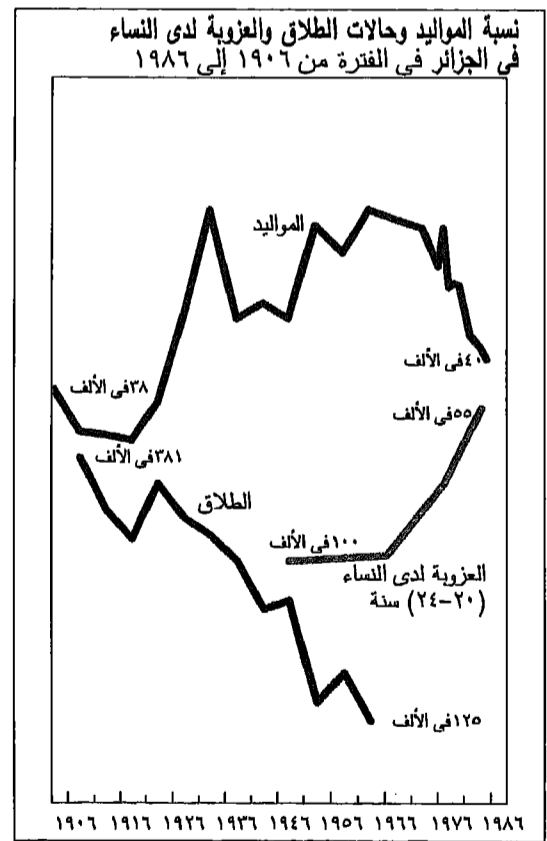 نسبة المواليد وحالات الطلاق والعزوبة لدى النساء
في الجزائر في الفترة من ١٩٠٦ إلى ١٩٨٦
المواليد
٤٠في الألف
٣٨في الألف
٥٥في الألف
٣٨١في الألف
الطلاق
١٠٠في الألف
العزوبة لدى النساء
(٢٠-٢٤) سنة
١٢٥في الألف
١٩٠٦ ١٩١٦ ١٩٢٦ ١٩٣٦ ١٩٤٦ ١٩٥٦ ١٩٦٦ ١٩٧٦ ١٩٨٦